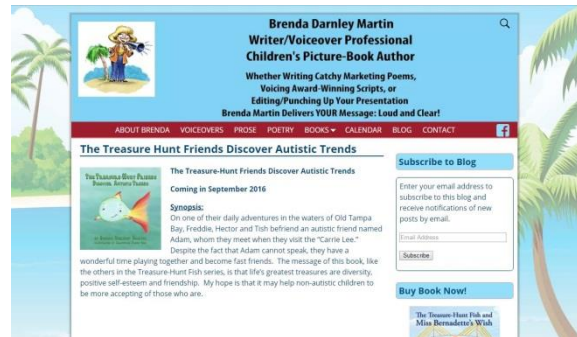 Brenda Darnley Martin
Writer/Voiceover Professional
Children's Picture-Book Author
Whether Writing Catchy Marketing Poems,
Voicing Award-Winning Scripts, or
Editing/Punching Up Your Presentation
Brenda Martin Delivers YOUR Message: Loud and Clear!
ABOUT BRENDA VOICEOVERS PROSE POETRY BOOKS CALENDAR BLOG CONTACT
The Treasure Hunt Friends Discover Autistic Trends
The Treasure Hunt Friends
Discover Autistic Trends
The Treasure-Hunt Friends Discover Autistic Trends
Coming in September 2016
Synopsis:
On one of their daily adventures in the waters of Old Tampa
Bay, Freddie, Hector and Tish befriend an autistic friend named
Adam, whom they meet when they visit the "Carrie Lee."
Despite the fact that Adam cannot speak, they have a
wonderful time playing together and become fast friends. The message of this book, like
the others in the Treasure-Hunt Fish series, is that life's greatest treasures are diversity,
positive self-esteem and friendship. My hope is that it may help non-autistic children to
be more accepting of those who are.
Subscribe to Blog
Enter your email address to
subscribe to this blog and
receive notifications of new
posts by email.
Email Address
Subscribe
Buy Book Now!
The Treasure-Hunt Fish and
Miss Bernadette's Wish